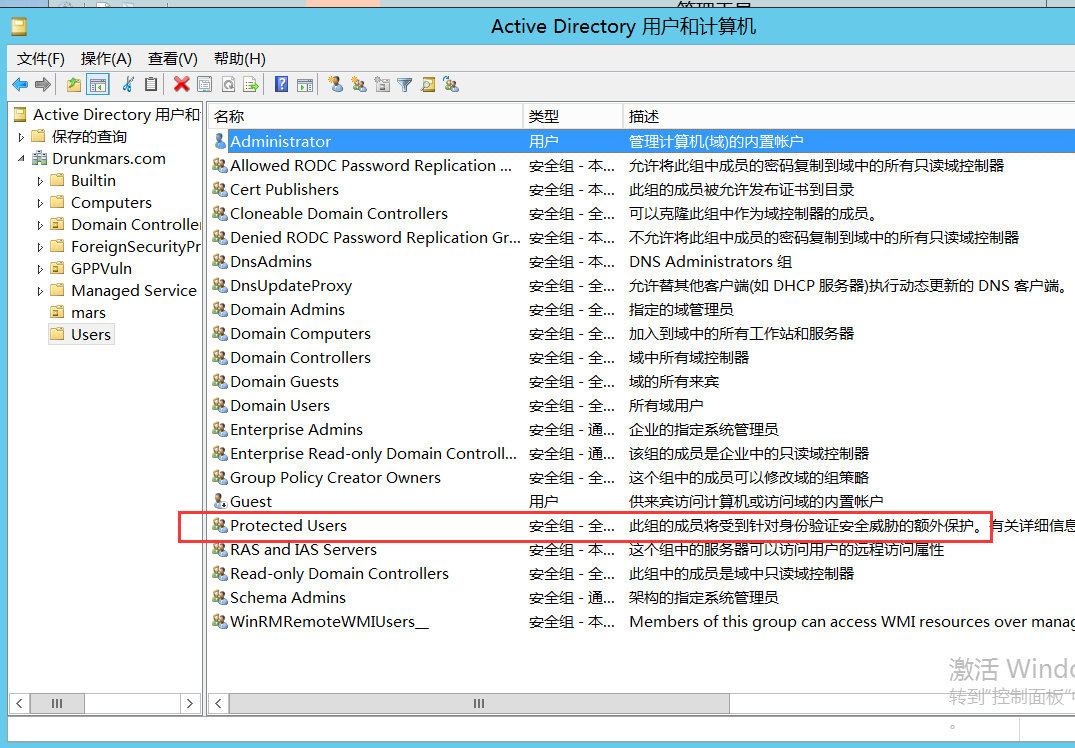 Active Directory 用户和计算机
文件(F) 操作(A) 查看(V) 帮助(H)
Active Directory 用户和
保存的查询
Drunkmars.com
Builtin
Computers
Domain Controller
ForeignSecurityPr
GPPVuln
Managed Service
mars
Users
名称 类型 描述
Administrator 用户 管理计算机(域)的内置帐户
Allowed RODC Password Replication ... 安全组 - 本... 允许将此组中成员的密码复制到域中的所有只读域控制器
Cert Publishers 安全组 - 本... 此组的成员被允许发布证书到目录
Cloneable Domain Controllers 安全组 - 全... 可以克隆此组中作为域控制器的成员。
Denied RODC Password Replication Gr... 安全组 - 本... 不允许将此组中成员的密码复制到域中的所有只读域控制器
DnsAdmins 安全组 - 本... DNS Administrators 组
DnsUpdateProxy 安全组 - 全... 允许替其他客户端(如 DHCP 服务器)执行动态更新的 DNS 客户端。
Domain Admins 安全组 - 全... 指定的域管理员
Domain Computers 安全组 - 全... 加入到域中的所有工作站和服务器
Domain Controllers 安全组 - 全... 域中所有域控制器
Domain Guests 安全组 - 全... 域的所有来宾
Domain Users 安全组 - 全... 所有域用户
Enterprise Admins 安全组 - 通... 企业的指定系统管理员
Enterprise Read-only Domain Controll... 安全组 - 通... 该组的成员是企业中的只读域控制器
Group Policy Creator Owners 安全组 - 全... 这个组中的成员可以修改域的组策略
Guest 用户 供来宾访问计算机或访问域的内置帐户
Protected Users 安全组 - 全... 此组的成员将受到针对身份验证安全威胁的额外保护。有关详细信息
RAS and IAS Servers 安全组 - 本... 这个组中的服务器可以访问用户的远程访问属性
Read-only Domain Controllers 安全组 - 全... 此组中的成员是域中只读域控制器
Schema Admins 安全组 - 通... 架构的指定系统管理员
WinRMRemoteWMIUsers__ 安全组 - 本... Members of this group can access WMI resources over manag
激活 Windo
转到"控制面板"中
。